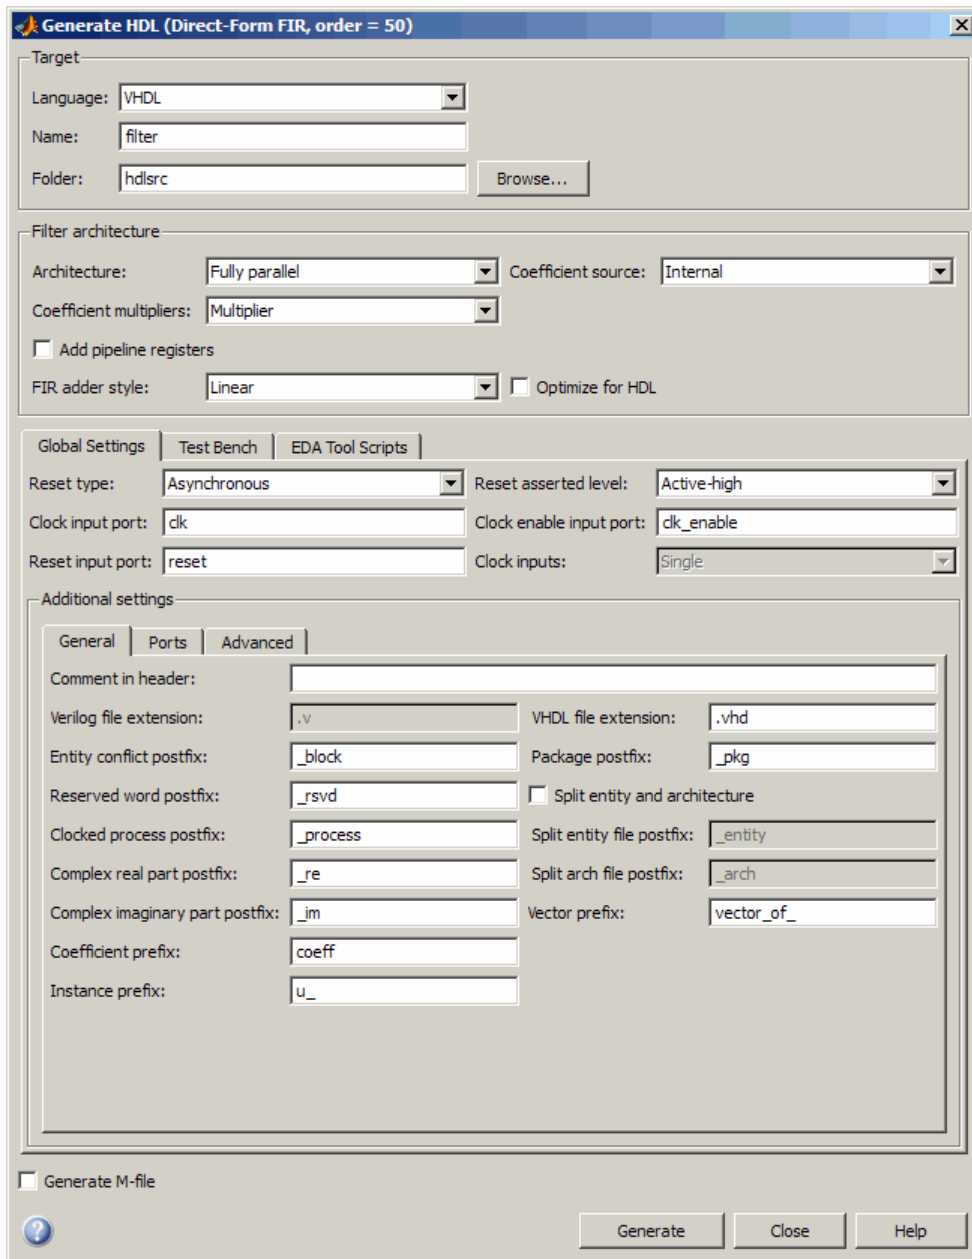 Generate HDL (Direct-Form FIR, order = 50)
Target
Language: VHDL
Name: filter
Folder: hdlsrc Browse...
Filter architecture
Architecture: Fully parallel Coefficient source: Internal
Coefficient multipliers: Multiplier
Add pipeline registers
FIR adder style: Linear Optimize for HDL
Global Settings Test Bench EDA Tool Scripts
Reset type: Asynchronous Reset asserted level: Active-high
Clock input port: clk Clock enable input port: clk_enable
Reset input port: reset Clock inputs: Single
Additional settings
General Ports Advanced
Comment in header:
Verilog file extension: .v VHDL file extension: .vhd
Entity conflict postfix: _block Package postfix: _pkg
Reserved word postfix: _rsvd Split entity and architecture
Clocked process postfix: _process Split entity file postfix: _entity
Complex real part postfix: _re Split arch file postfix: _arch
Complex imaginary part postfix: _im Vector prefix: vector_of_
Coefficient prefix: coeff
Instance prefix: u_
Generate M-file
? Generate Close Help